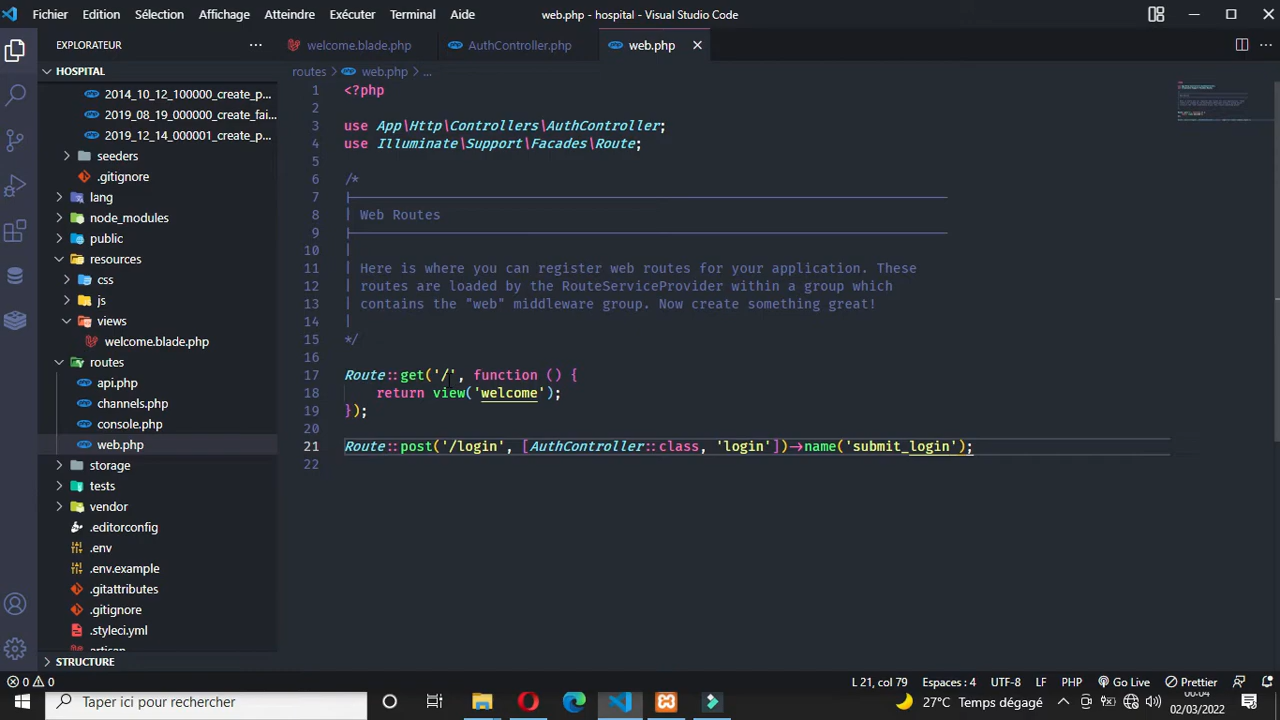 Fichier Edition Sélection Affichage Atteindre Exécuter Terminal Aide
web.php - hospital - Visual Studio Code
EXPLORATEUR
welcome.blade.php
AuthController.php
web.php
HOSPITAL
2014_10_12_100000_create_p...
2019_08_19_000000_create_fai...
2019_12_14_000001_create_p...
seeders
.gitignore
lang
node_modules
public
resources
css
js
views
welcome.blade.php
routes
api.php
channels.php
console.php
web.php
storage
tests
vendor
.editorconfig
.env
.env.example
.gitattributes
.gitignore
.styleci.yml
STRUCTURE
routes > web.php > ...
1 <?php
2
3 use App\Http\Controllers\AuthController;
4 use Illuminate\Support\Facades\Route;
5
6 /*
7 |--------------------------------------------------------------------------
8 | Web Routes
9 |--------------------------------------------------------------------------
10 |
11 | Here is where you can register web routes for your application. These
12 | routes are loaded by the RouteServiceProvider within a group which
13 | contains the "web" middleware group. Now create something great!
14 |
15 */
16
17 Route::get('/', function () {
18 return view('welcome');
19 });
20
21 Route::post('/login', [AuthController::class, 'login'])->name('submit_login');
22
0 0
L 21, col 79 Espaces : 4 UTF-8 LF PHP Go Live Prettier
Taper ici pour rechercher
27°C Temps dégagé
00:04
02/03/2022